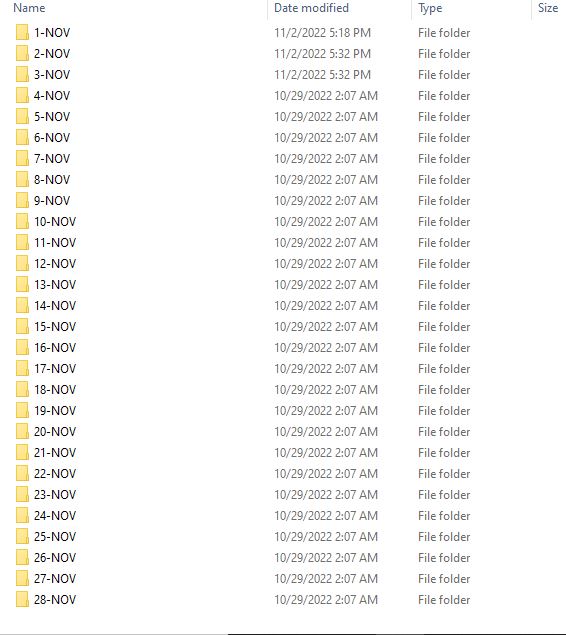 Name Date modified Type Size
1-NOV 11/2/2022 5:18 PM File folder
2-NOV 11/2/2022 5:32 PM File folder
3-NOV 11/2/2022 5:32 PM File folder
4-NOV 10/29/2022 2:07 AM File folder
5-NOV 10/29/2022 2:07 AM File folder
6-NOV 10/29/2022 2:07 AM File folder
7-NOV 10/29/2022 2:07 AM File folder
8-NOV 10/29/2022 2:07 AM File folder
9-NOV 10/29/2022 2:07 AM File folder
10-NOV 10/29/2022 2:07 AM File folder
11-NOV 10/29/2022 2:07 AM File folder
12-NOV 10/29/2022 2:07 AM File folder
13-NOV 10/29/2022 2:07 AM File folder
14-NOV 10/29/2022 2:07 AM File folder
15-NOV 10/29/2022 2:07 AM File folder
16-NOV 10/29/2022 2:07 AM File folder
17-NOV 10/29/2022 2:07 AM File folder
18-NOV 10/29/2022 2:07 AM File folder
19-NOV 10/29/2022 2:07 AM File folder
20-NOV 10/29/2022 2:07 AM File folder
21-NOV 10/29/2022 2:07 AM File folder
22-NOV 10/29/2022 2:07 AM File folder
23-NOV 10/29/2022 2:07 AM File folder
24-NOV 10/29/2022 2:07 AM File folder
25-NOV 10/29/2022 2:07 AM File folder
26-NOV 10/29/2022 2:07 AM File folder
27-NOV 10/29/2022 2:07 AM File folder
28-NOV 10/29/2022 2:07 AM File folder